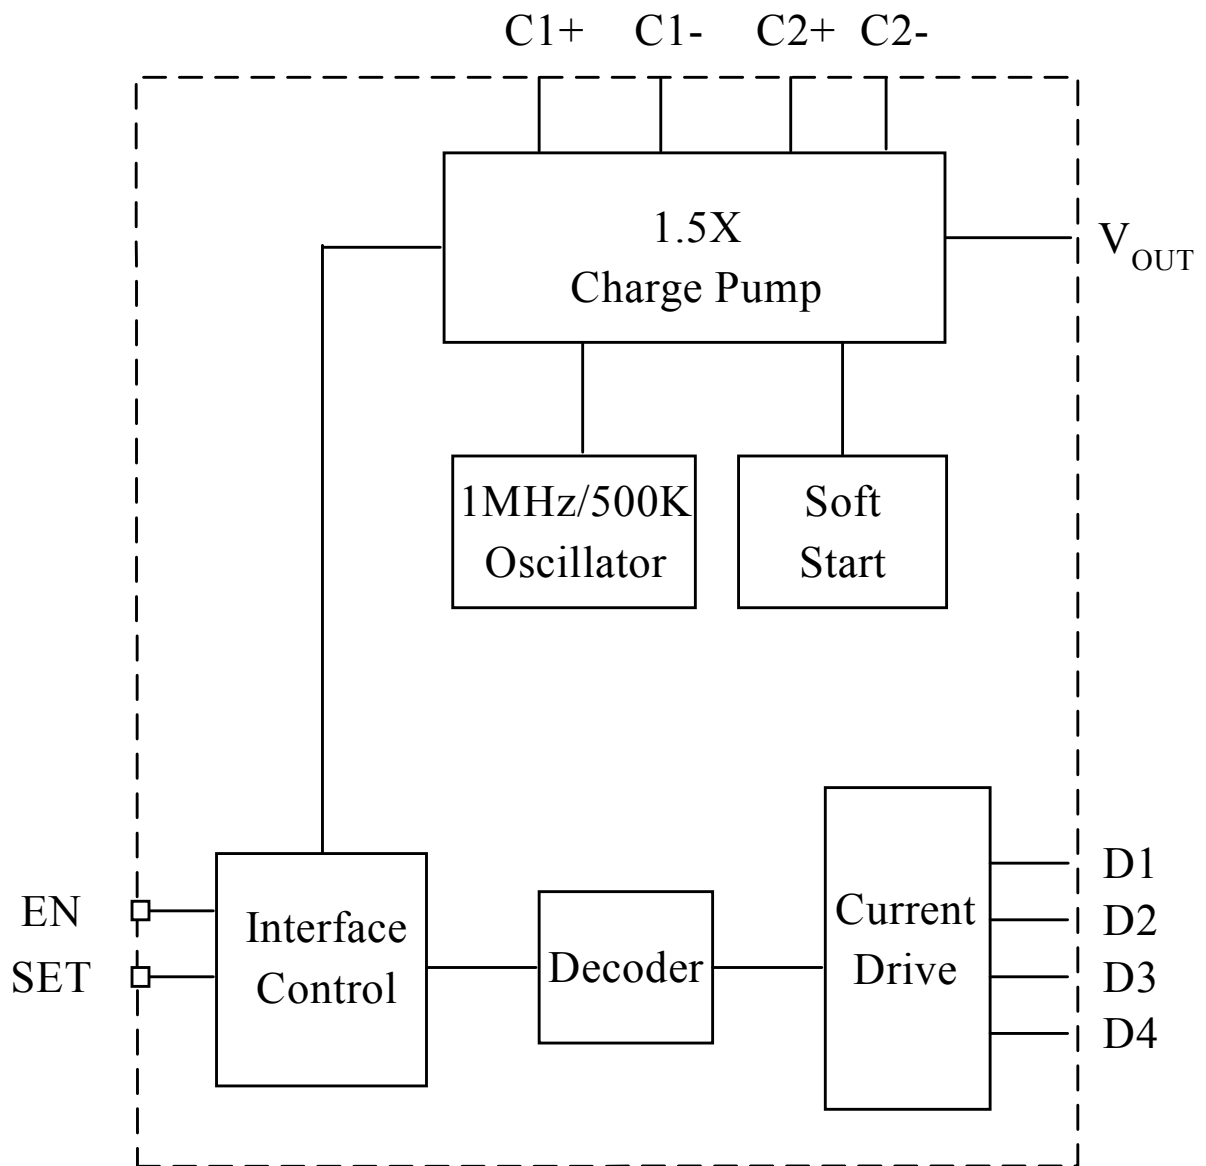 C1+ C1- C2+ C2-
1.5X
Charge Pump
VOUT
1MHz/500K
Oscillator
Soft
Start
EN
SET
Interface
Control
Decoder
Current
Drive
D1
D2
D3
D4